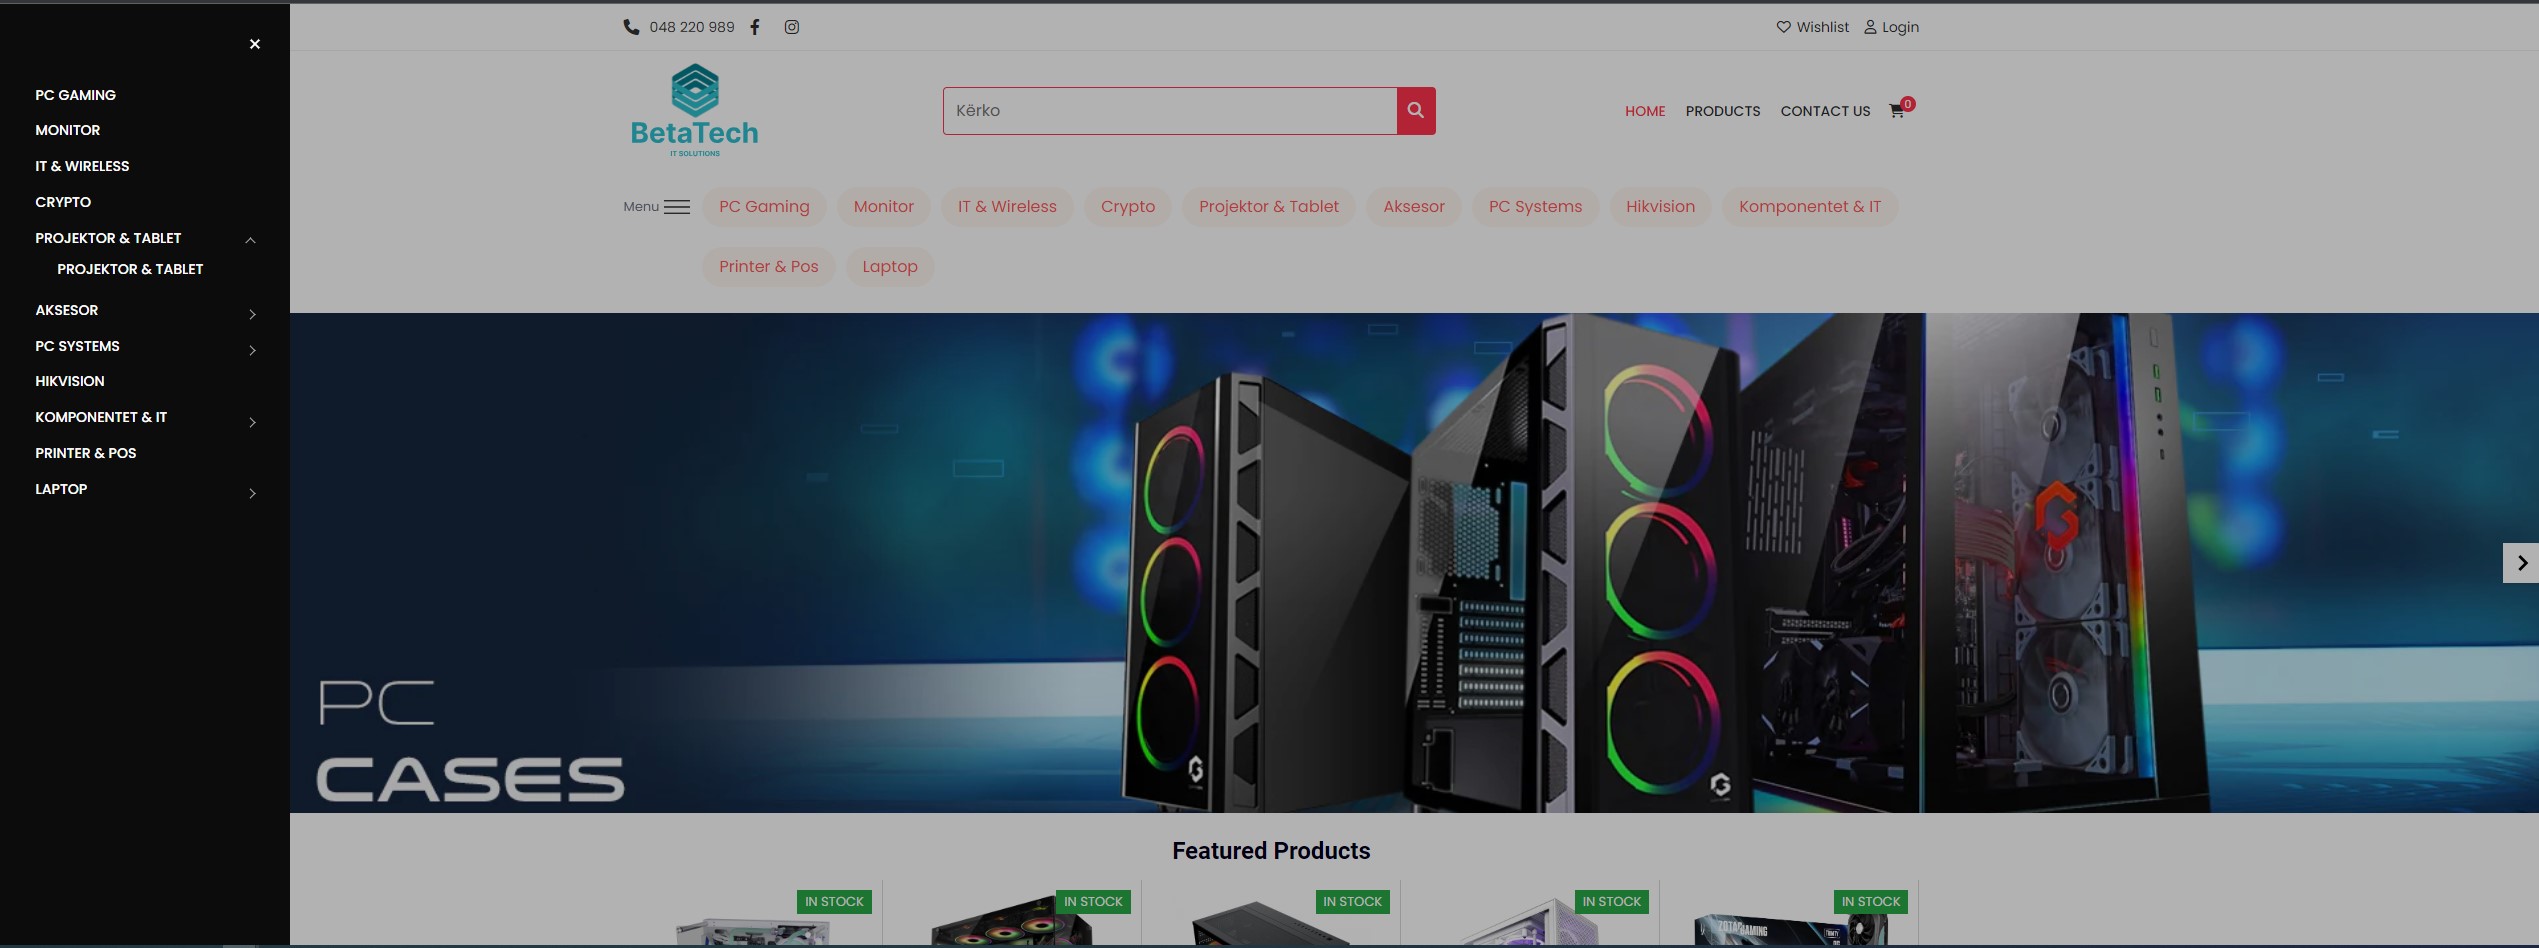 048 220 989
Wishlist
Login
BetaTech
IT SOLUTIONS
Kërko
HOME
PRODUCTS
CONTACT US
0
Menu
PC Gaming
Monitor
IT & Wireless
Crypto
Projektor & Tablet
Aksesor
PC Systems
Hikvision
Komponentet & IT
Printer & Pos
Laptop
PC GAMING
MONITOR
IT & WIRELESS
CRYPTO
PROJEKTOR & TABLET
PROJEKTOR & TABLET
AKSESOR
PC SYSTEMS
HIKVISION
KOMPONENTET & IT
PRINTER & POS
LAPTOP
PC
CASES
Featured Products
IN STOCK
IN STOCK
IN STOCK
IN STOCK
IN STOCK
ZOTAC GAMING